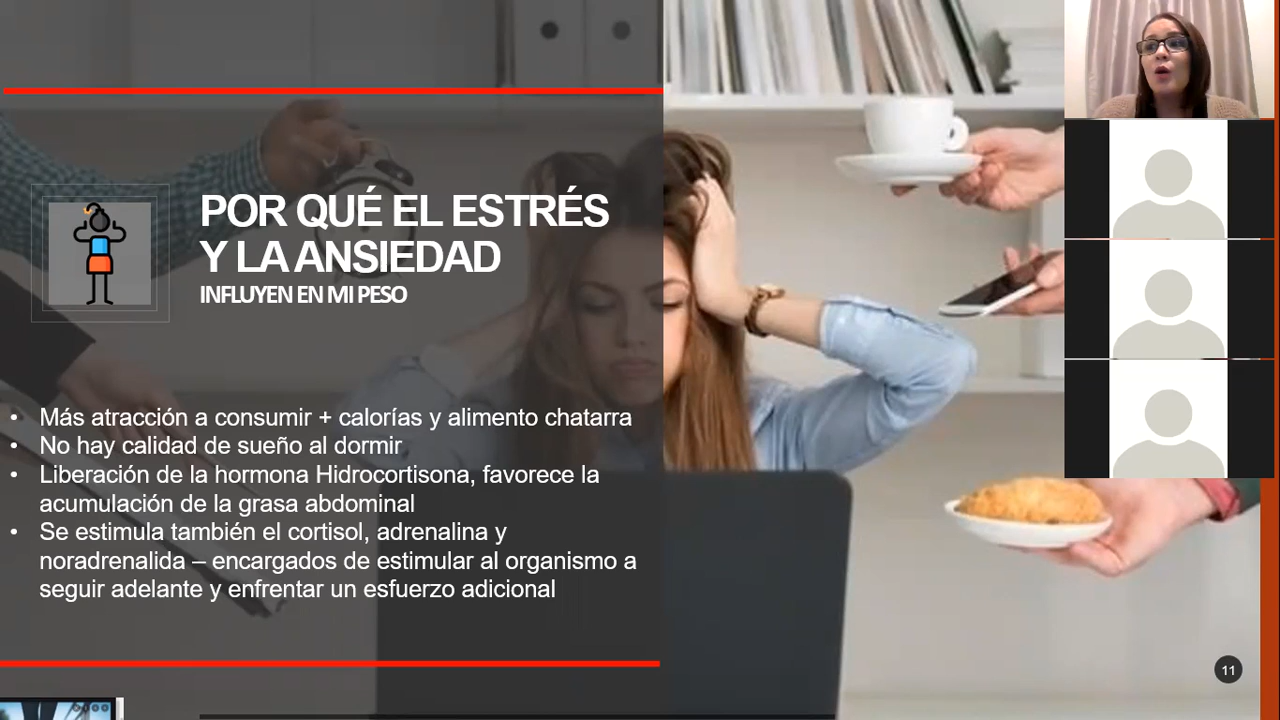 POR QUÉ EL ESTRÉS
Y LA ANSIEDAD
INFLUYEN EN MI PESO
• Más atracción a consumir + calorías y alimento chatarra
• No hay calidad de sueño al dormir
• Liberación de la hormona Hidrocortisona, favorece la
acumulación de la grasa abdominal
• Se estimula también el cortisol, adrenalina y
noradrenalida – encargados de estimular al organismo a
seguir adelante y enfrentar un esfuerzo adicional
11